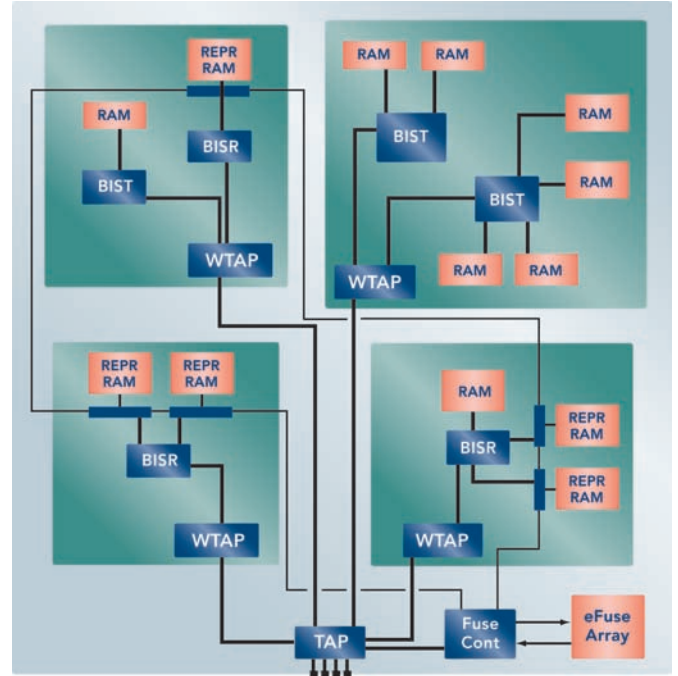 REPR
RAM
RAM
BISR
BIST
WTAP
RAM
RAM
BIST
RAM
RAM
BIST
RAM
RAM
WTAP
REPR
RAM
REPR
RAM
BISR
WTAP
RAM
BISR
REPR
RAM
REPR
RAM
WTAP
TAP
Fuse
Cont
eFuse
Array